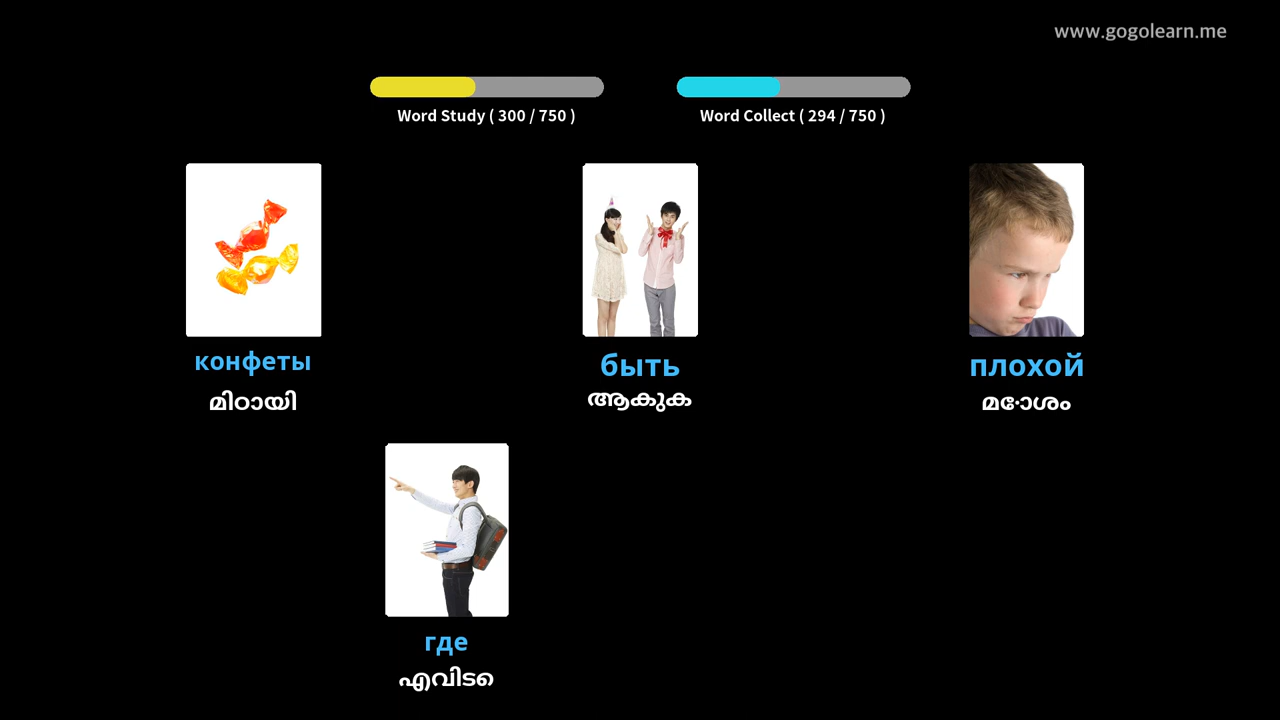 www.gogolearn.me
Word Study ( 300 / 750 )
Word Collect ( 294 / 750 )
конфеты
മിഠായി
быть
ആകുക
плохой
മോശം
где
എവിടെ